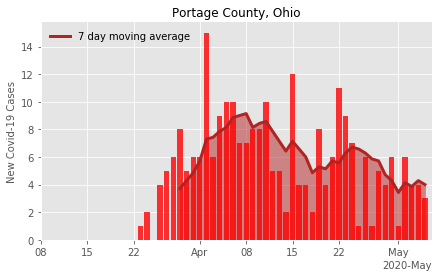 Portage County, Ohio
7 day moving average
New Covid-19 Cases
14
12
10
8
6
4
2
0
08 15 22 Apr 08 15 22 May
2020-May